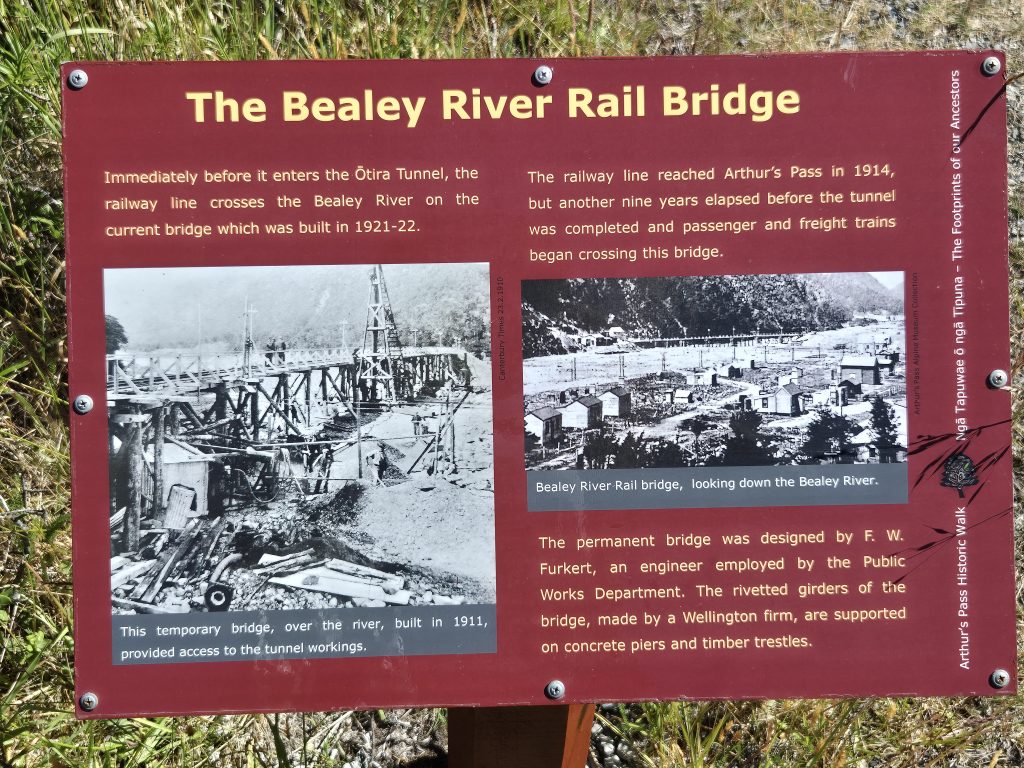 The Bealey River Rail Bridge
Immediately before it enters the Ōtira Tunnel, the
railway line crosses the Bealey River on the
current bridge which was built in 1921-22.
Canterbury Times 23.2.1910
This temporary bridge, over the river, built in 1911,
provided access to the tunnel workings.
The railway line reached Arthur's Pass in 1914,
but another nine years elapsed before the tunnel
was completed and passenger and freight trains
began crossing this bridge.
Arthur's Pass Alpine Museum Collection
Bealey River Rail bridge, looking down the Bealey River.
The permanent bridge was designed by F. W.
Furkert, an engineer employed by the Public
Works Department. The rivetted girders of the
bridge, made by a Wellington firm, are supported
on concrete piers and timber trestles.
Arthur's Pass Historic Walk
Ngā Tapuwae ō ngā Tipuna – The Footprints of our Ancestors